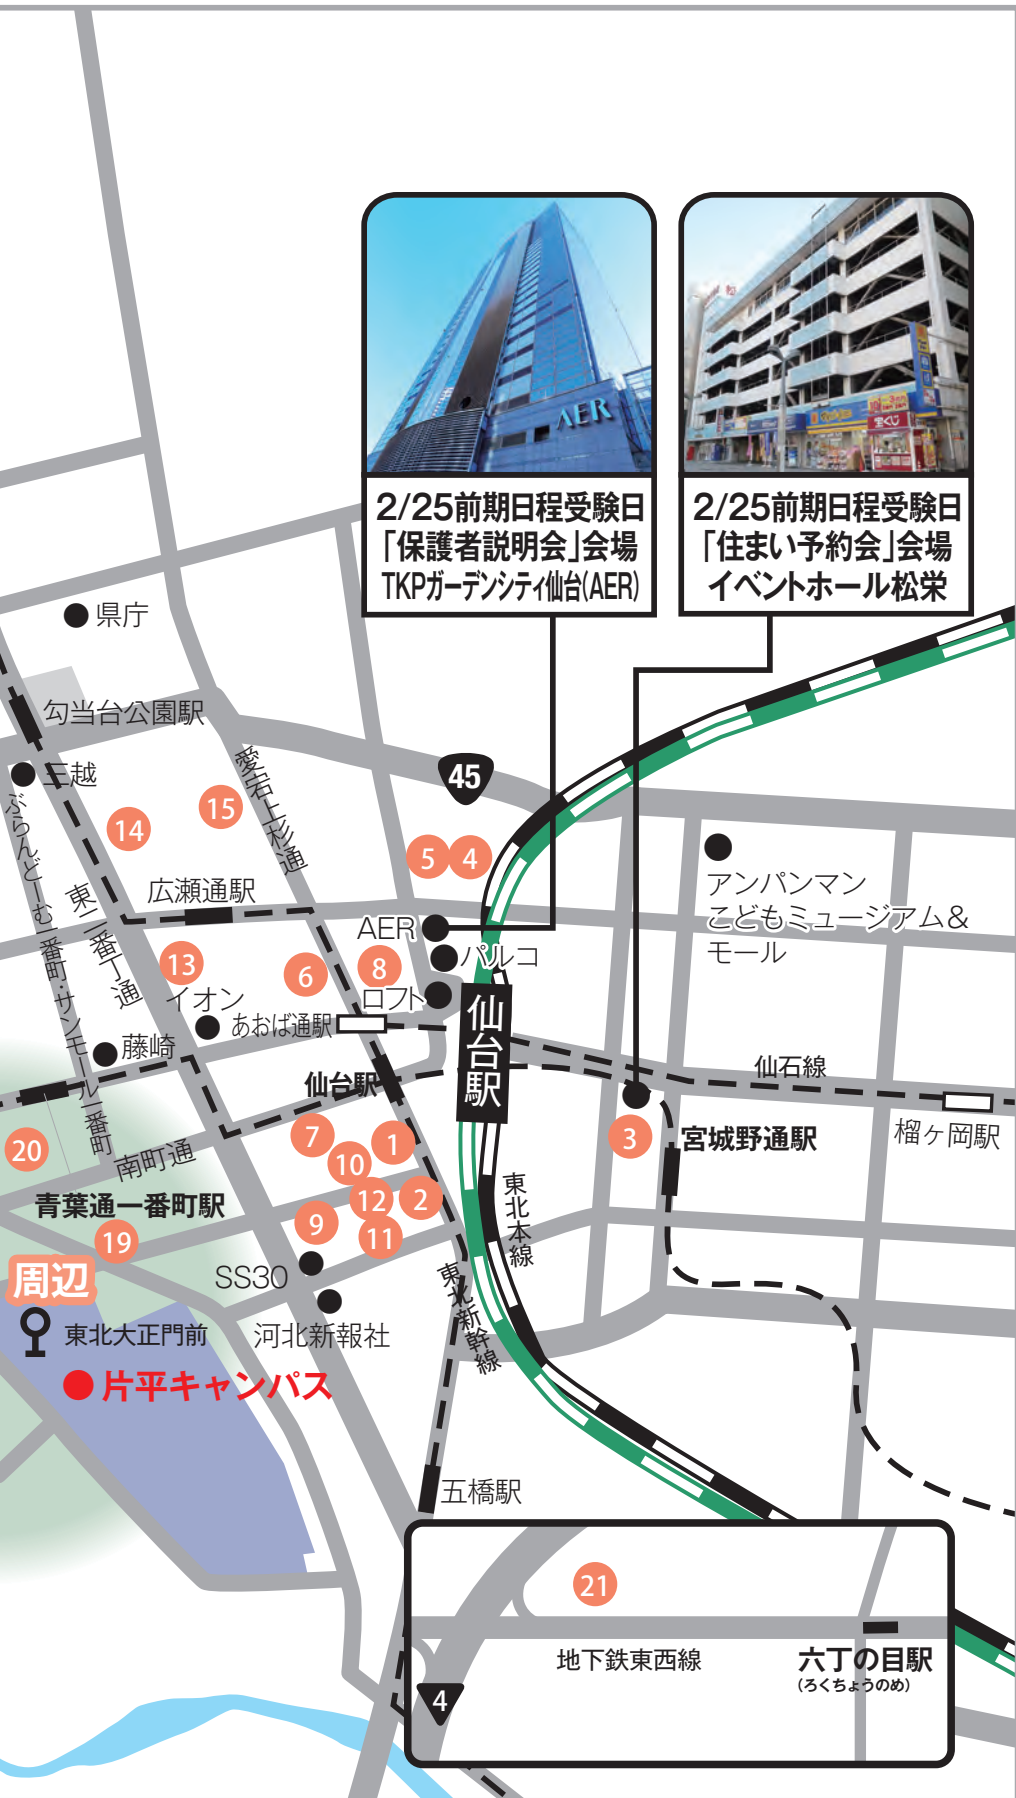 AER
宝くじ
2/25前期日程受験日
「保護者説明会」会場
TKPガーデンシティ仙台(AER)
2/25前期日程受験日
「住まい予約会」会場
イベントホール松栄
県庁
勾当台公園駅
三越
45
愛宕上杉通
15
14
ぶらんどーむ一番町・サンモール一番町
東二番丁通
5
4
広瀬通駅
AER
パルコ
アンパンマン
こどもミュージアム&
モール
13
6
8
イオン
ロフト
あおば通駅
藤崎
仙台駅
仙台駅
仙石線
榴ヶ岡駅
宮城野通駅
3
20
7
1
10
南町通
12
2
青葉通一番町駅
9
11
19
東北本線
周辺
SS30
東北新幹線
東北大正門前
河北新報社
片平キャンパス
五橋駅
21
地下鉄東西線
六丁の目駅
(ろくちょうのめ)
4